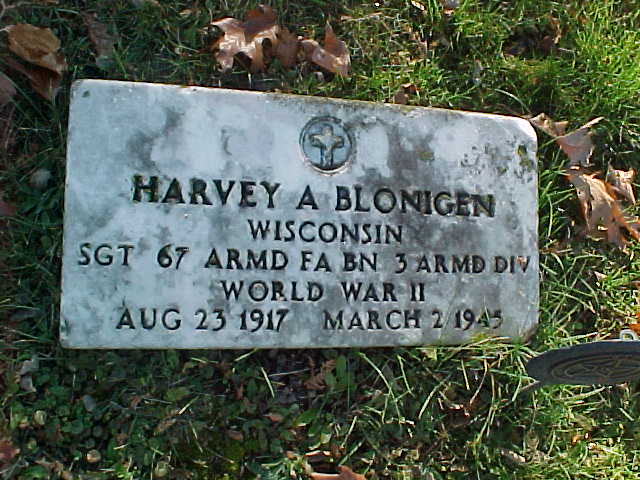 HARVEY A BLONIGEN
WISCONSIN
SGT 67 ARMD FA BN 3 ARMD DIV
WORLD WAR II
AUG 23 1917 MARCH 2 1945